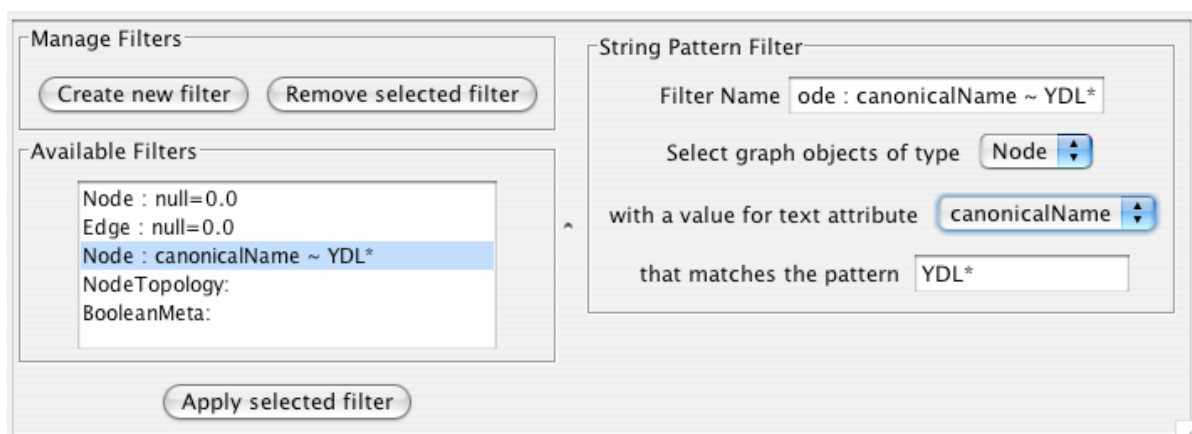 Manage Filters
Create new filter
Remove selected filter
Available Filters
Node : null=0.0
Edge : null=0.0
Node : canonicalName ~ YDL*
NodeTopology:
BooleanMeta:
Apply selected filter
String Pattern Filter
Filter Name ode : canonicalName ~ YDL*
Select graph objects of type Node
with a value for text attribute canonicalName
that matches the pattern YDL*